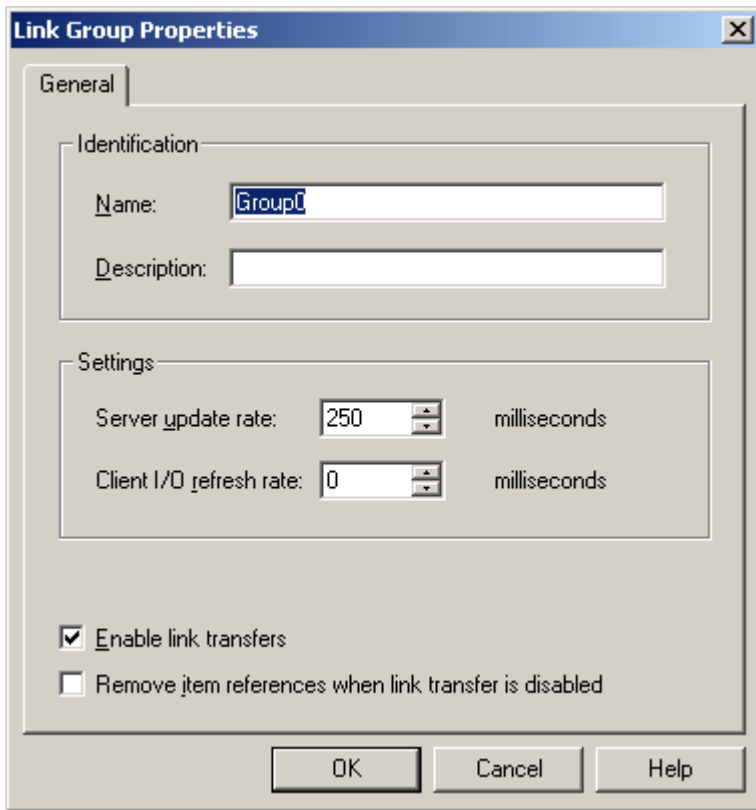 Link Group Properties
General
Identification
Name: Group0
Description:
Settings
Server update rate: 250 milliseconds
Client I/O refresh rate: 0 milliseconds
Enable link transfers
Remove item references when link transfer is disabled
OK Cancel Help